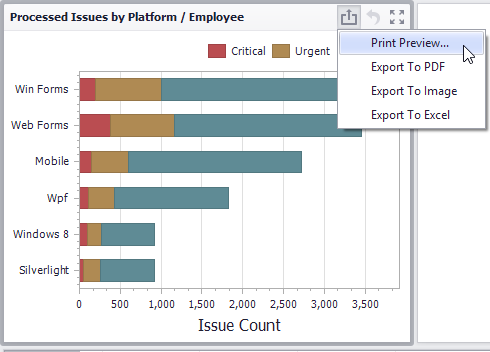 Processed Issues by Platform / Employee
Critical Urgent
Print Preview...
Export To PDF
Export To Image
Export To Excel
Win Forms
Web Forms
Mobile
Wpf
Windows 8
Silverlight
0 500 1,000 1,500 2,000 2,500 3,000 3,500
Issue Count